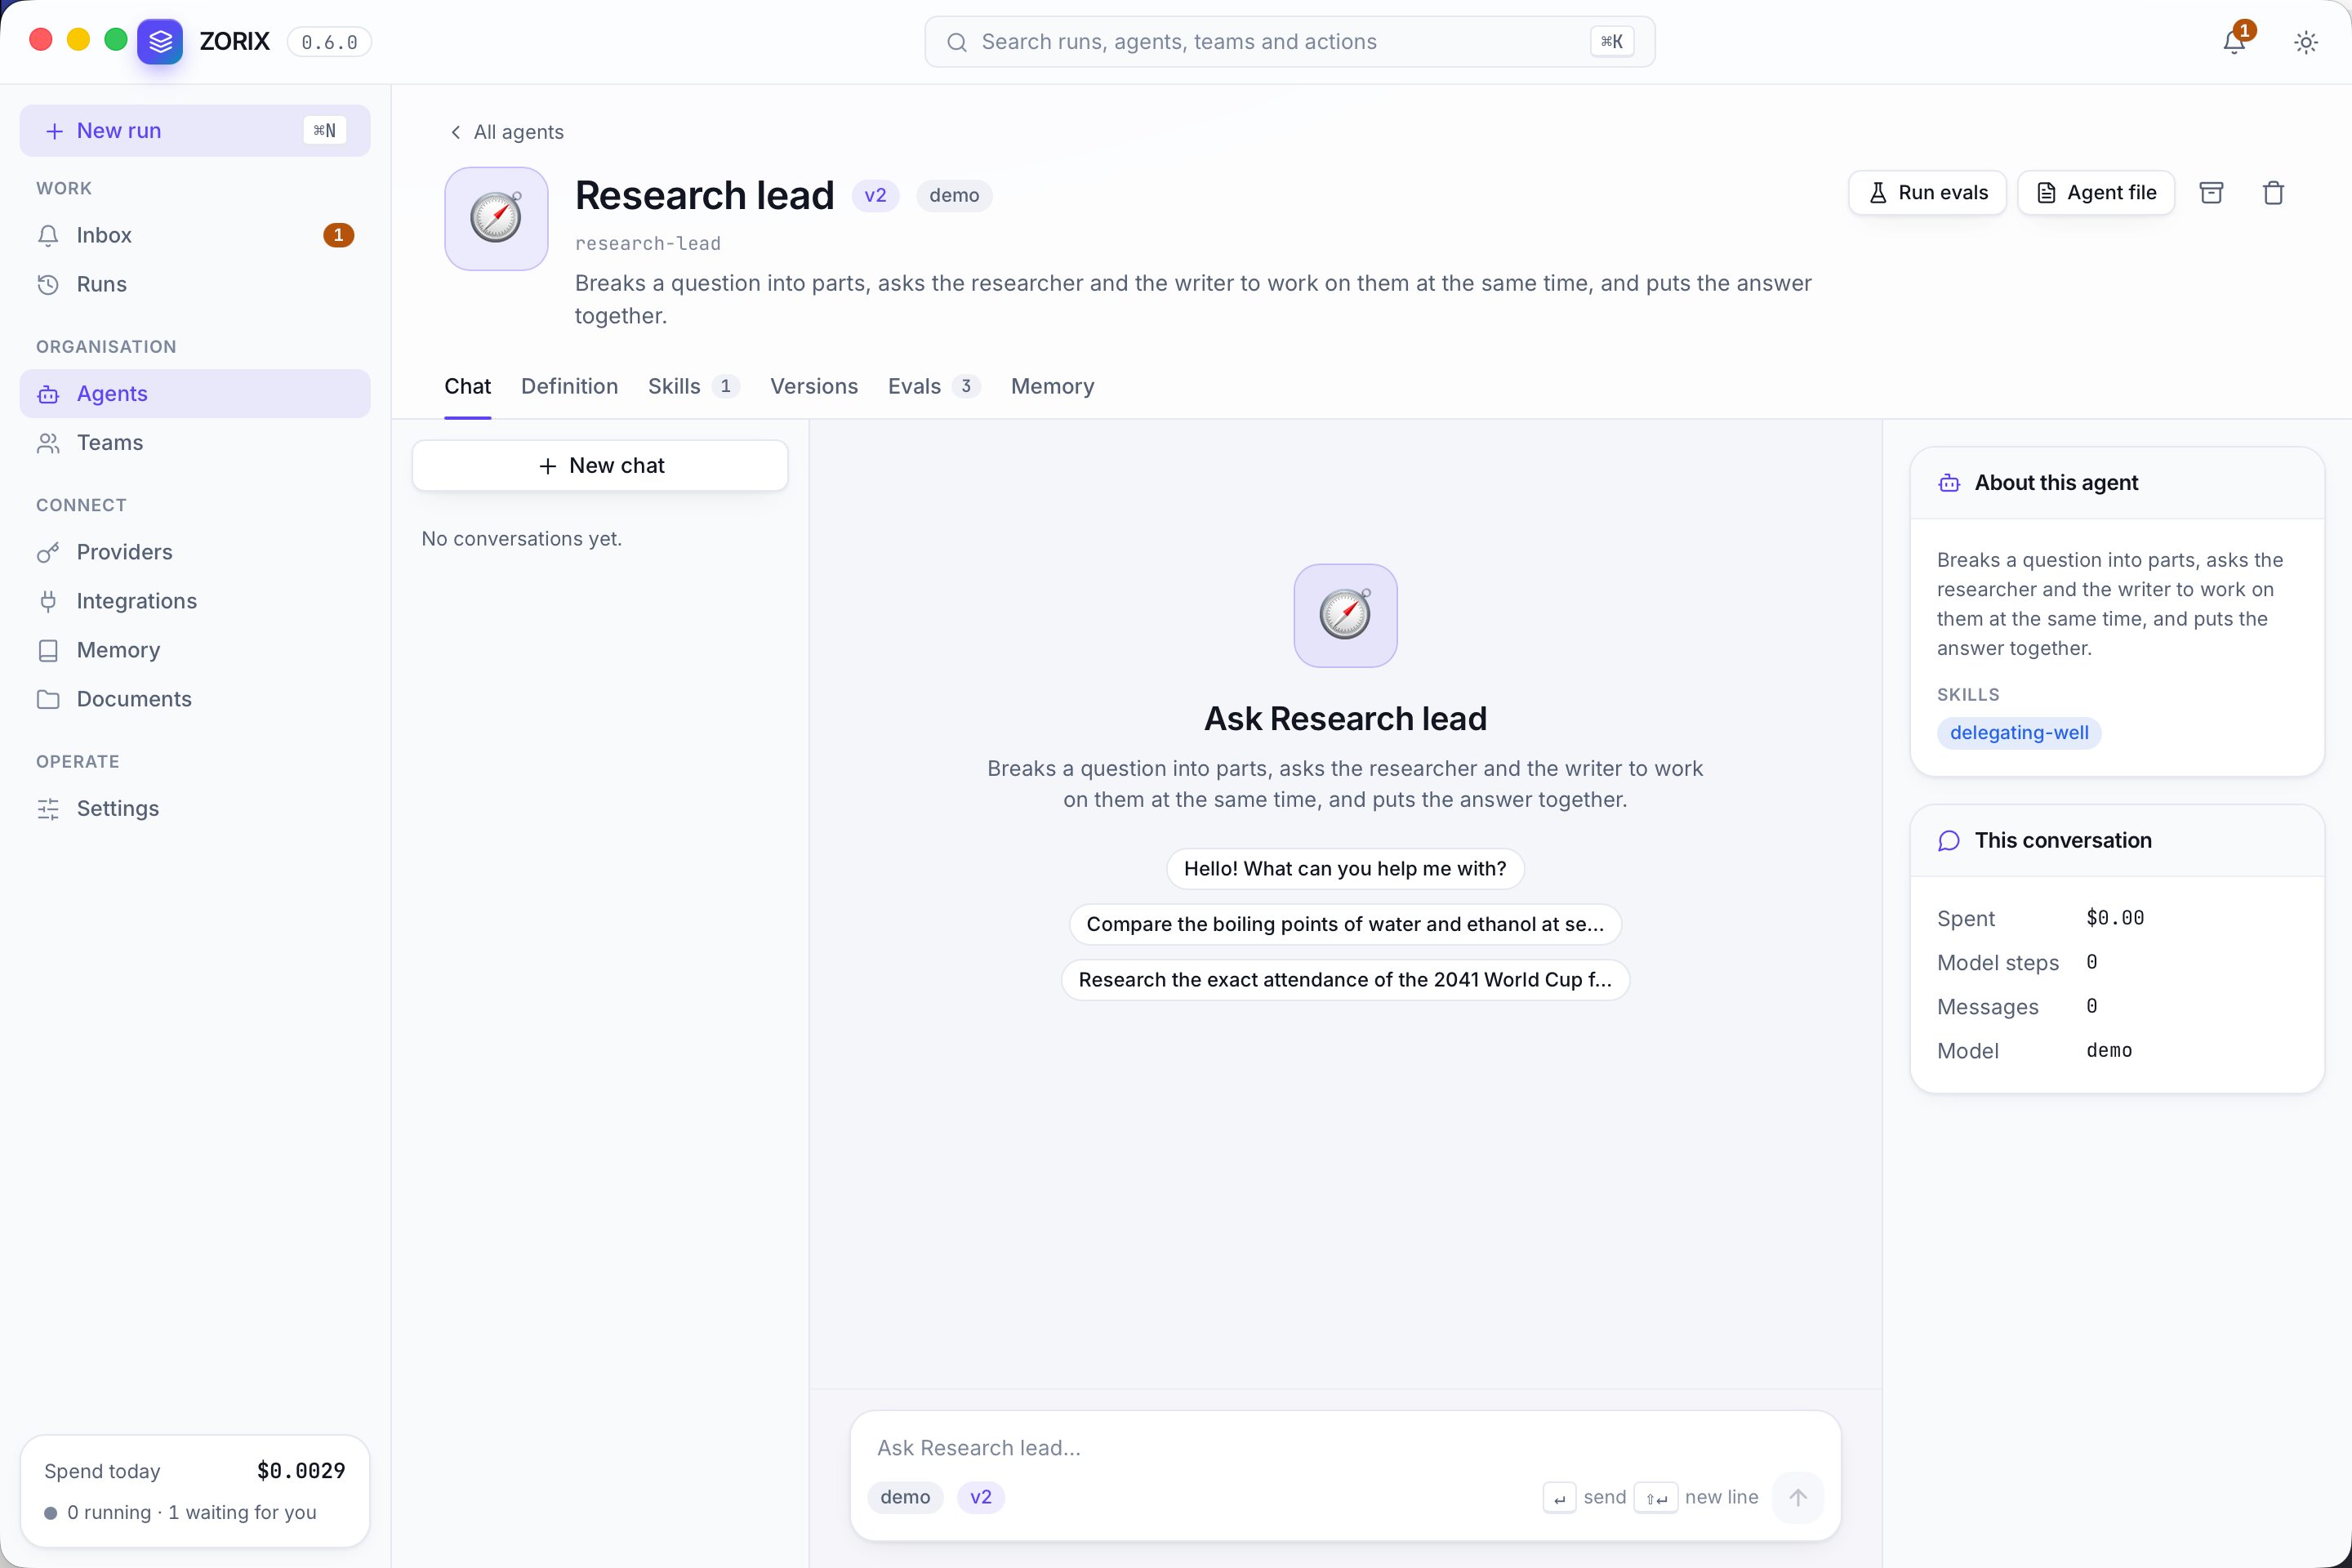 ZORIX 0.6.0
Search runs, agents, teams and actions ⌘K
1
New run ⌘N
WORK
Inbox 1
Runs
ORGANISATION
Agents
Teams
CONNECT
Providers
Integrations
Memory
Documents
OPERATE
Settings
Spend today $0.0029
0 running · 1 waiting for you
All agents
Research lead v2 demo
research-lead
Breaks a question into parts, asks the researcher and the writer to work on them at the same time, and puts the answer
together.
Run evals
Agent file
Chat Definition Skills 1 Versions Evals 3 Memory
New chat
No conversations yet.
Ask Research lead
Breaks a question into parts, asks the researcher and the writer to work
on them at the same time, and puts the answer together.
Hello! What can you help me with?
Compare the boiling points of water and ethanol at se...
Research the exact attendance of the 2041 World Cup f...
Ask Research lead...
demo v2 ↵ send ⇧↵ new line
About this agent
Breaks a question into parts, asks the
researcher and the writer to work on
them at the same time, and puts the
answer together.
SKILLS
delegating-well
This conversation
Spent $0.00
Model steps 0
Messages 0
Model demo